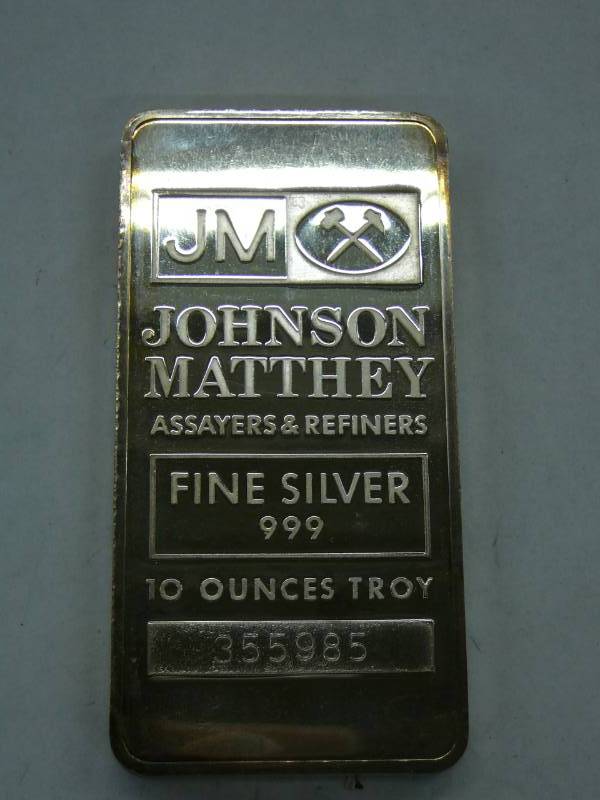 JM
JOHNSON
MATTHEY
ASSAYERS & REFINERS
FINE SILVER
999
10 OUNCES TROY
355985